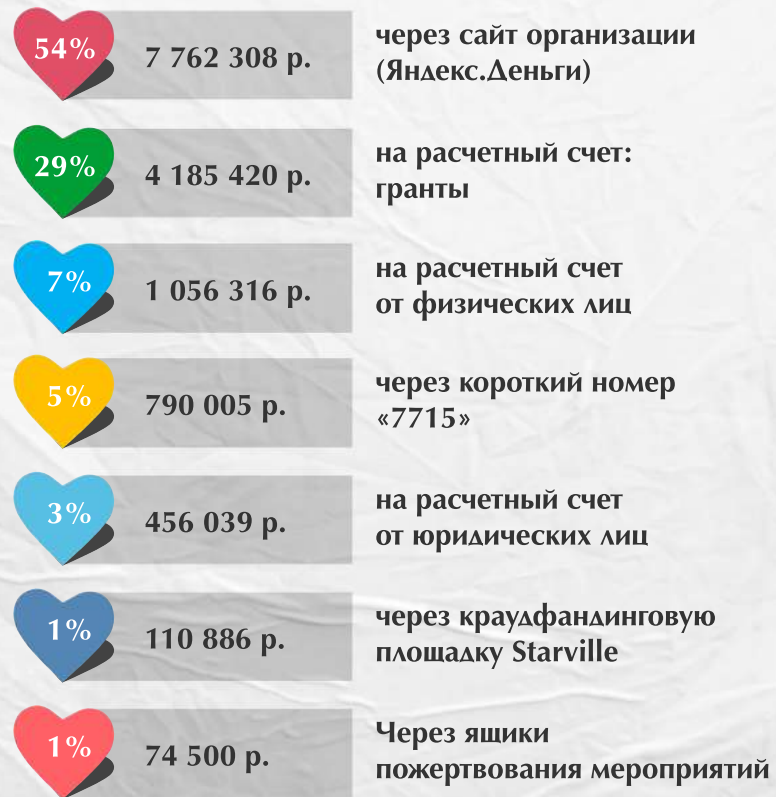 54%
7 762 308 р.
через сайт организации
(Яндекс.Деньги)
29%
4 185 420 р.
на расчетный счет:
гранты
7%
1 056 316 р.
на расчетный счет
от физических лиц
5%
790 005 р.
через короткий номер
«7715»
3%
456 039 р.
на расчетный счет
от юридических лиц
1%
110 886 р.
через краудфандинговую
площадку Starville
1%
74 500 р.
Через ящики
пожертвования мероприятий